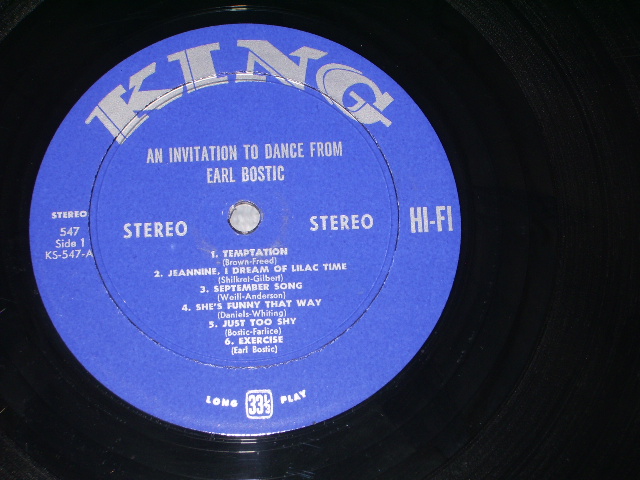 KING
AN INVITATION TO DANCE FROM
EARL BOSTIC
STEREO
547
Side 1
KS-547-A
STEREO
STEREO
HI-FI
1. TEMPTATION
(Brown-Freed)
2. JEANNINE, I DREAM OF LILAC TIME
(Shilkret-Gilbert)
3. SEPTEMBER SONG
(Weill-Anderson)
4. SHE'S FUNNY THAT WAY
(Daniels-Whiting)
5. JUST TOO SHY
(Bostic-Farlice)
6. EXERCISE
(Earl Bostic)
LONG 33⅓ PLAY